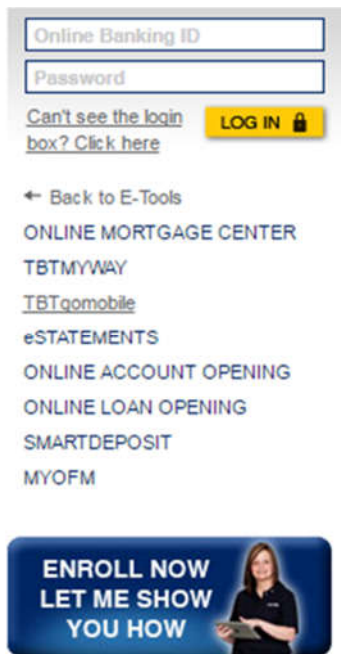 Online Banking ID
Password
Can't see the login
box? Click here
LOG IN
← Back to E-Tools
ONLINE MORTGAGE CENTER
TBTMYWAY
TBTgomobile
eSTATEMENTS
ONLINE ACCOUNT OPENING
ONLINE LOAN OPENING
SMARTDEPOSIT
MYOFM
ENROLL NOW
LET ME SHOW
YOU HOW